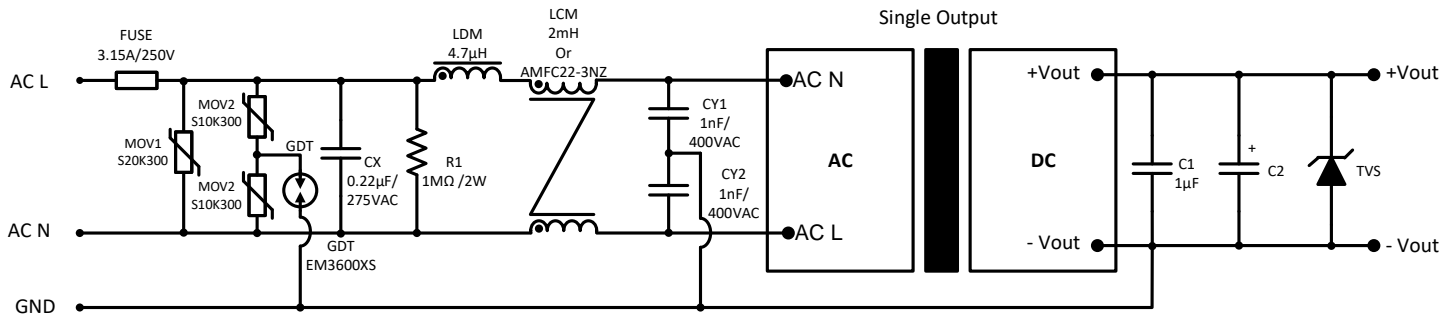 Single Output
LCM
2mH
Or
AMFC22-3NZ
LDM
4.7µH
FUSE
3.15A/250V
AC L
AC N
+Vout
+Vout
MOV2
S10K300
MOV1
S20K300
GDT
MOV2
S10K300
CX
0.22µF/
275VAC
R1
1MΩ /2W
CY1
1nF/
400VAC
CY2
1nF/
400VAC
AC
DC
C1
1µF
+
C2
TVS
AC N
AC L
- Vout
- Vout
GDT
EM3600XS
GND